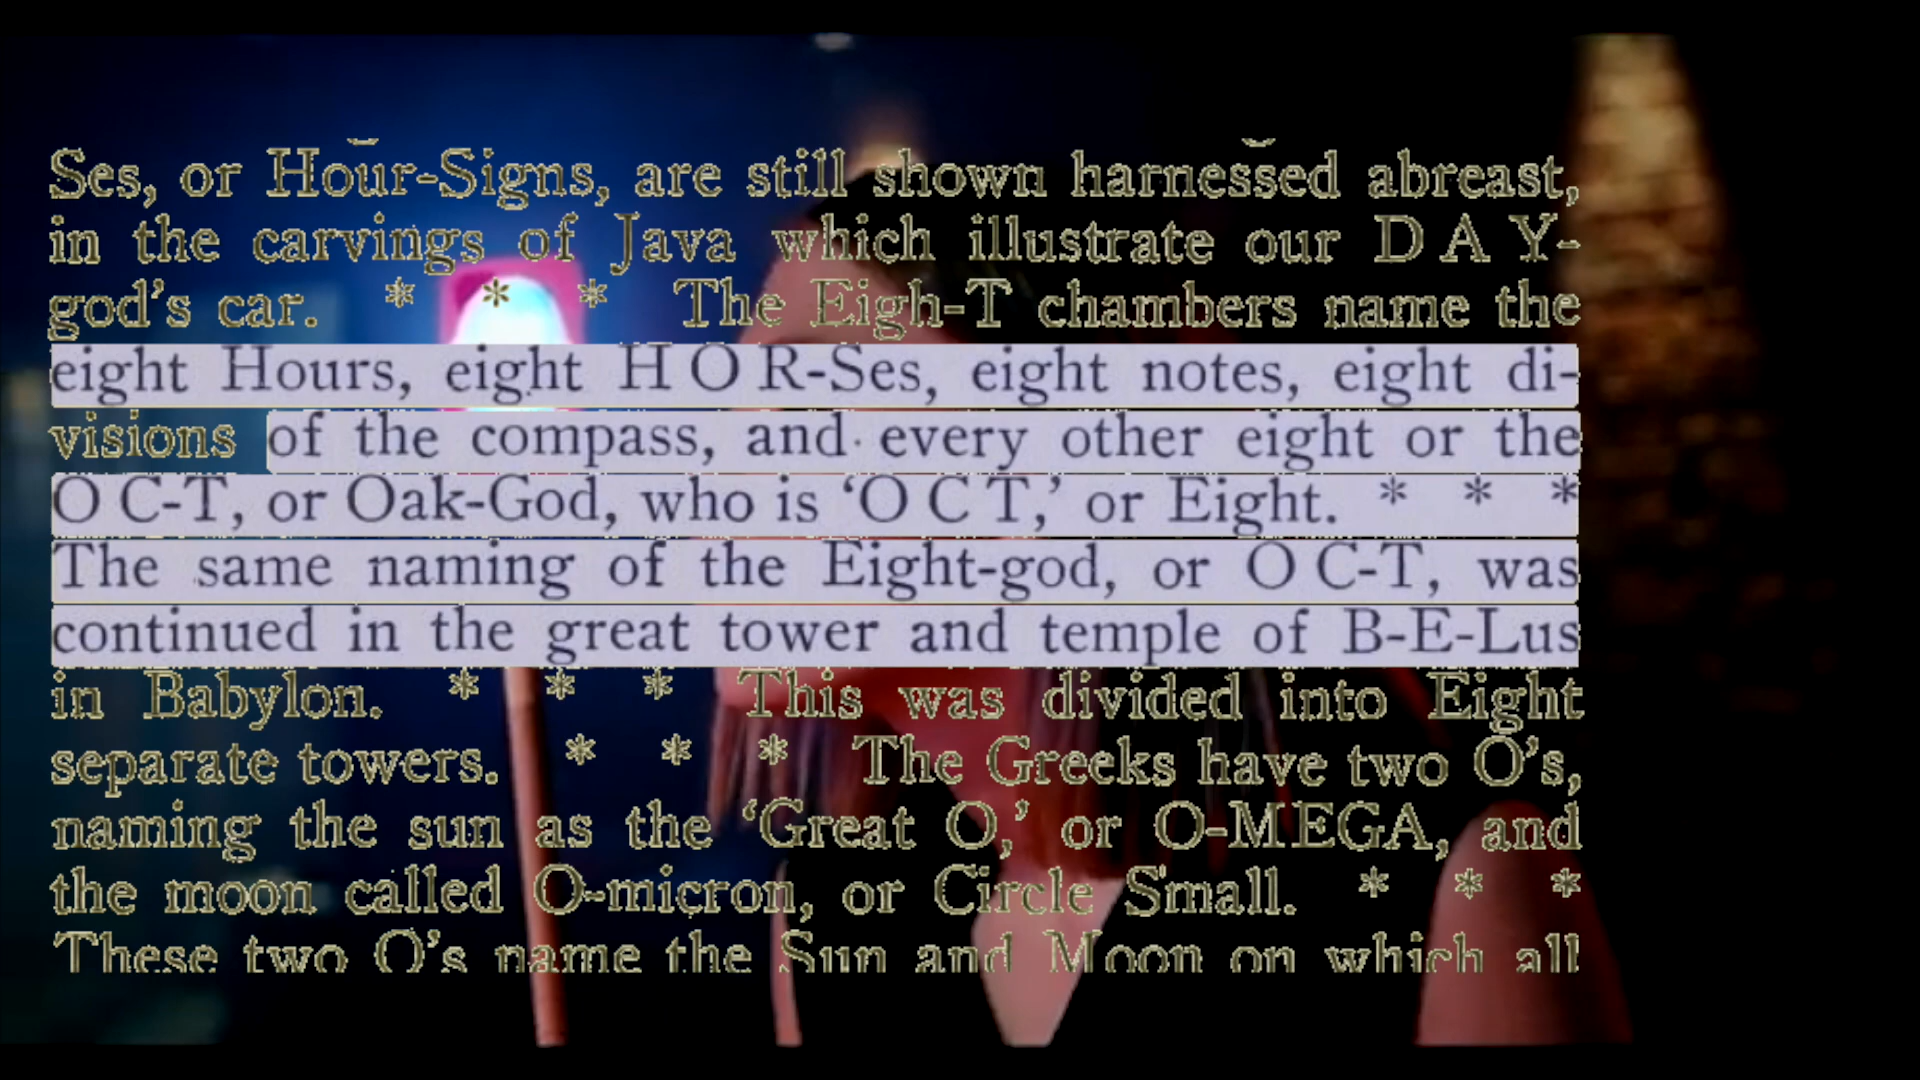 Ses, or Hour-Signs, are still shown harnessed abreast,
in the carvings of Java which illustrate our D A Y-
god's car. * * * The Eigh-T chambers name the
eight Hours, eight H O R-Ses, eight notes, eight di-
visions of the compass, and every other eight or the
O C-T, or Oak-God, who is ‘O C T,’ or Eight. * * *
The same naming of the Eight-god, or O C-T, was
continued in the great tower and temple of B-E-Lus
in Babylon. * * * This was divided into Eight
separate towers. * * * The Greeks have two O's,
naming the sun as the ‘Great O,’ or O-MEGA, and
the moon called O-micron, or Circle Small. * * *
These two O's name the Sun and Moon on which all